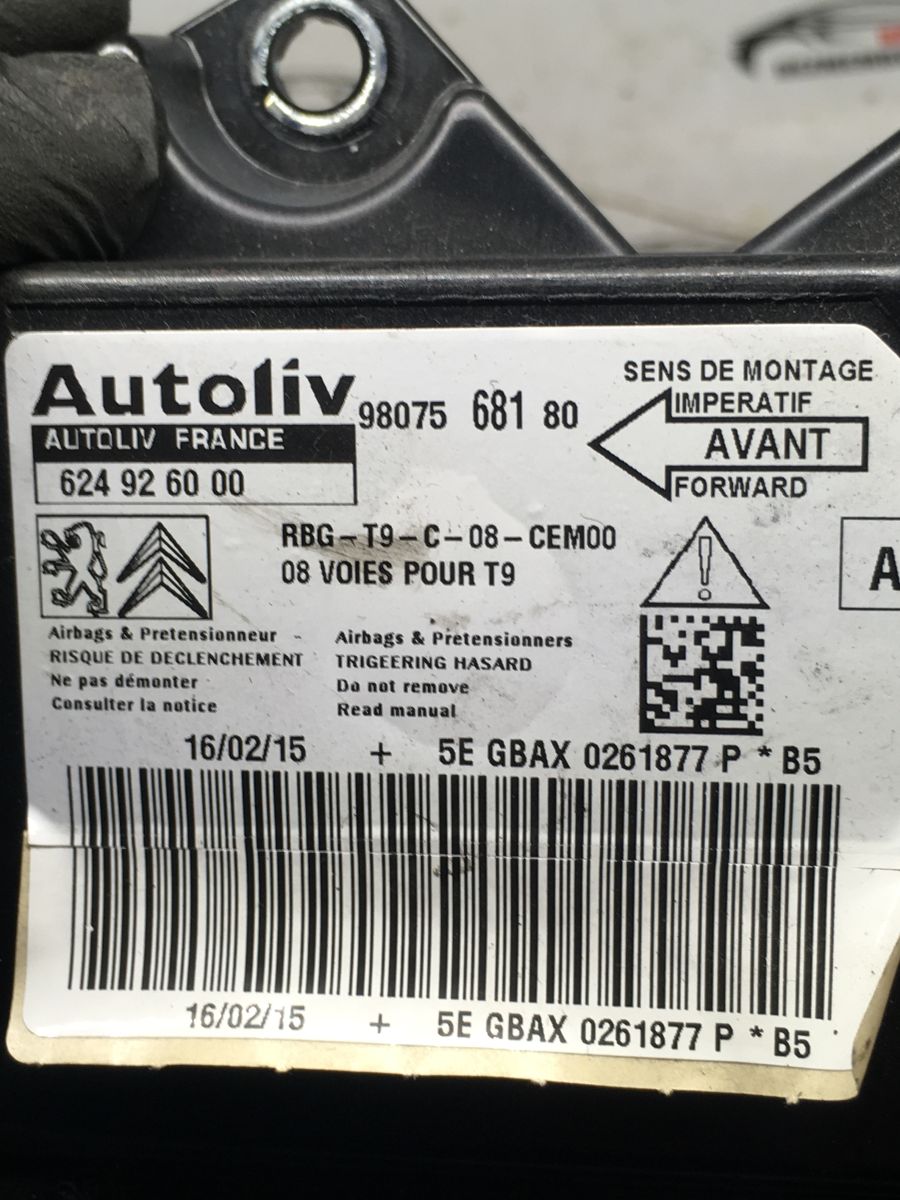 Autoliv
98075 681 80
AUTOLIV FRANCE
624 92 60 00
SENS DE MONTAGE
IMPERATIF
AVANT
FORWARD
RBG-T9-C-08-CEM00
08 VOIES POUR T9
A
Airbags & Pretensionneur -
RISQUE DE DECLENCHEMENT
Ne pas démonter
Consulter la notice
Airbags & Pretensionners
TRIGEERING HASARD
Do not remove
Read manual
16/02/15 + 5E GBAX 0261877 P * B5
16/02/15 + 5E GBAX 0261877 P * B5